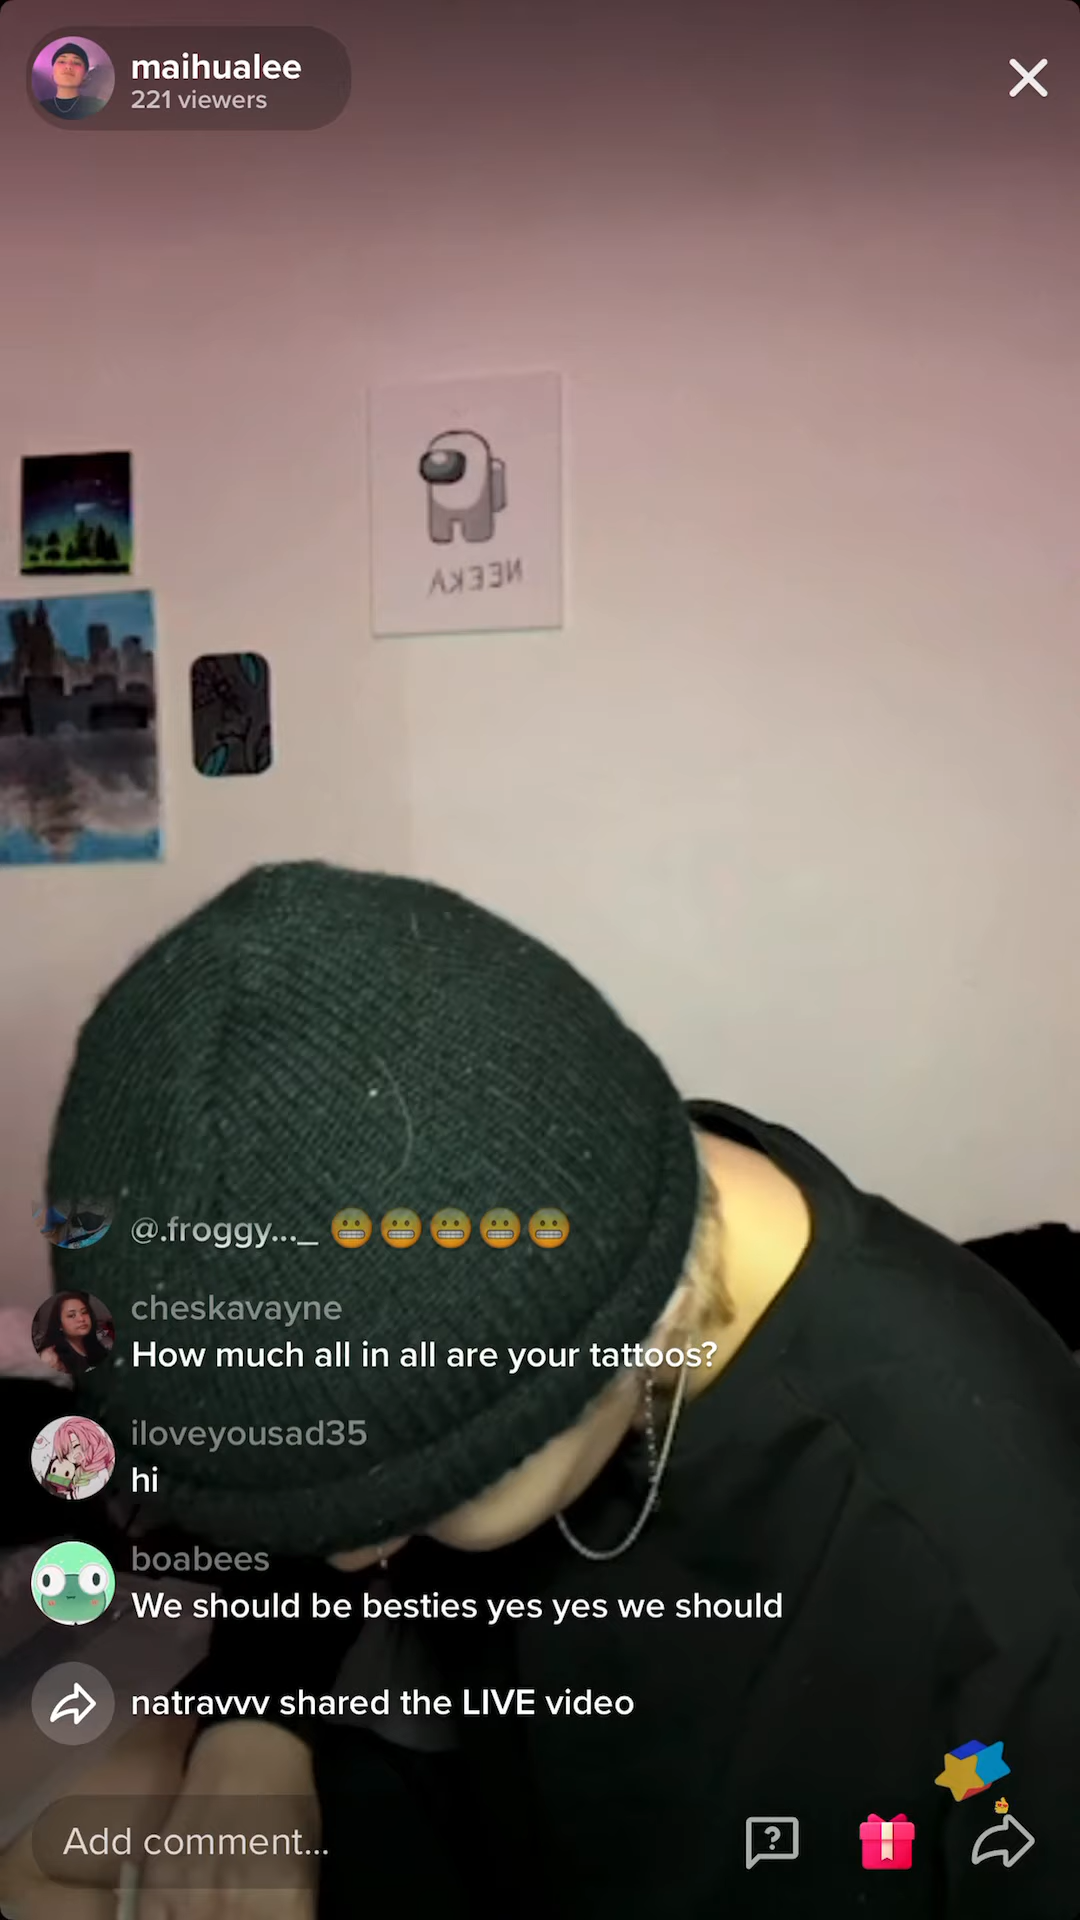 maihualee
221 viewers
NEEKA
@.froggy..._ 😬😬😬😬😬
cheskavayne
How much all in all are your tattoos?
iloveyousad35
hi
boabees
We should be besties yes yes we should
natravvv shared the LIVE video
Add comment...
?